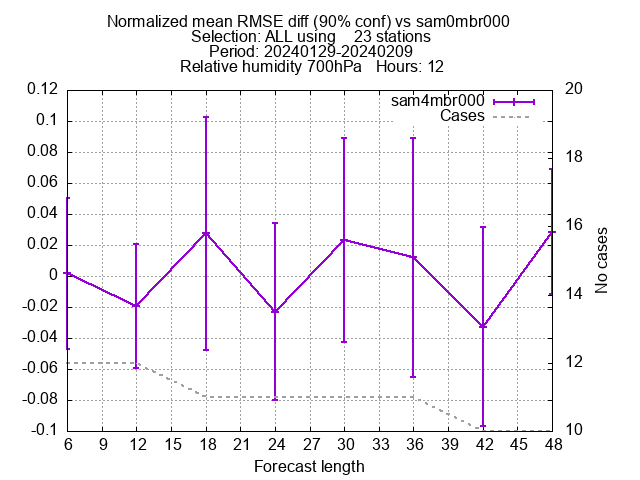 Normalized mean RMSE diff (90% conf) vs sam0mbr000
Selection: ALL using    23 stations
Period: 20240129-20240209
Relative humidity 700hPa   Hours: 12
sam4mbr000
Cases
0.12
0.1
0.08
0.06
0.04
0.02
0
-0.02
-0.04
-0.06
-0.08
-0.1
20
18
16
14
12
10
No cases
6 9 12 15 18 21 24 27 30 33 36 39 42 45 48
Forecast length